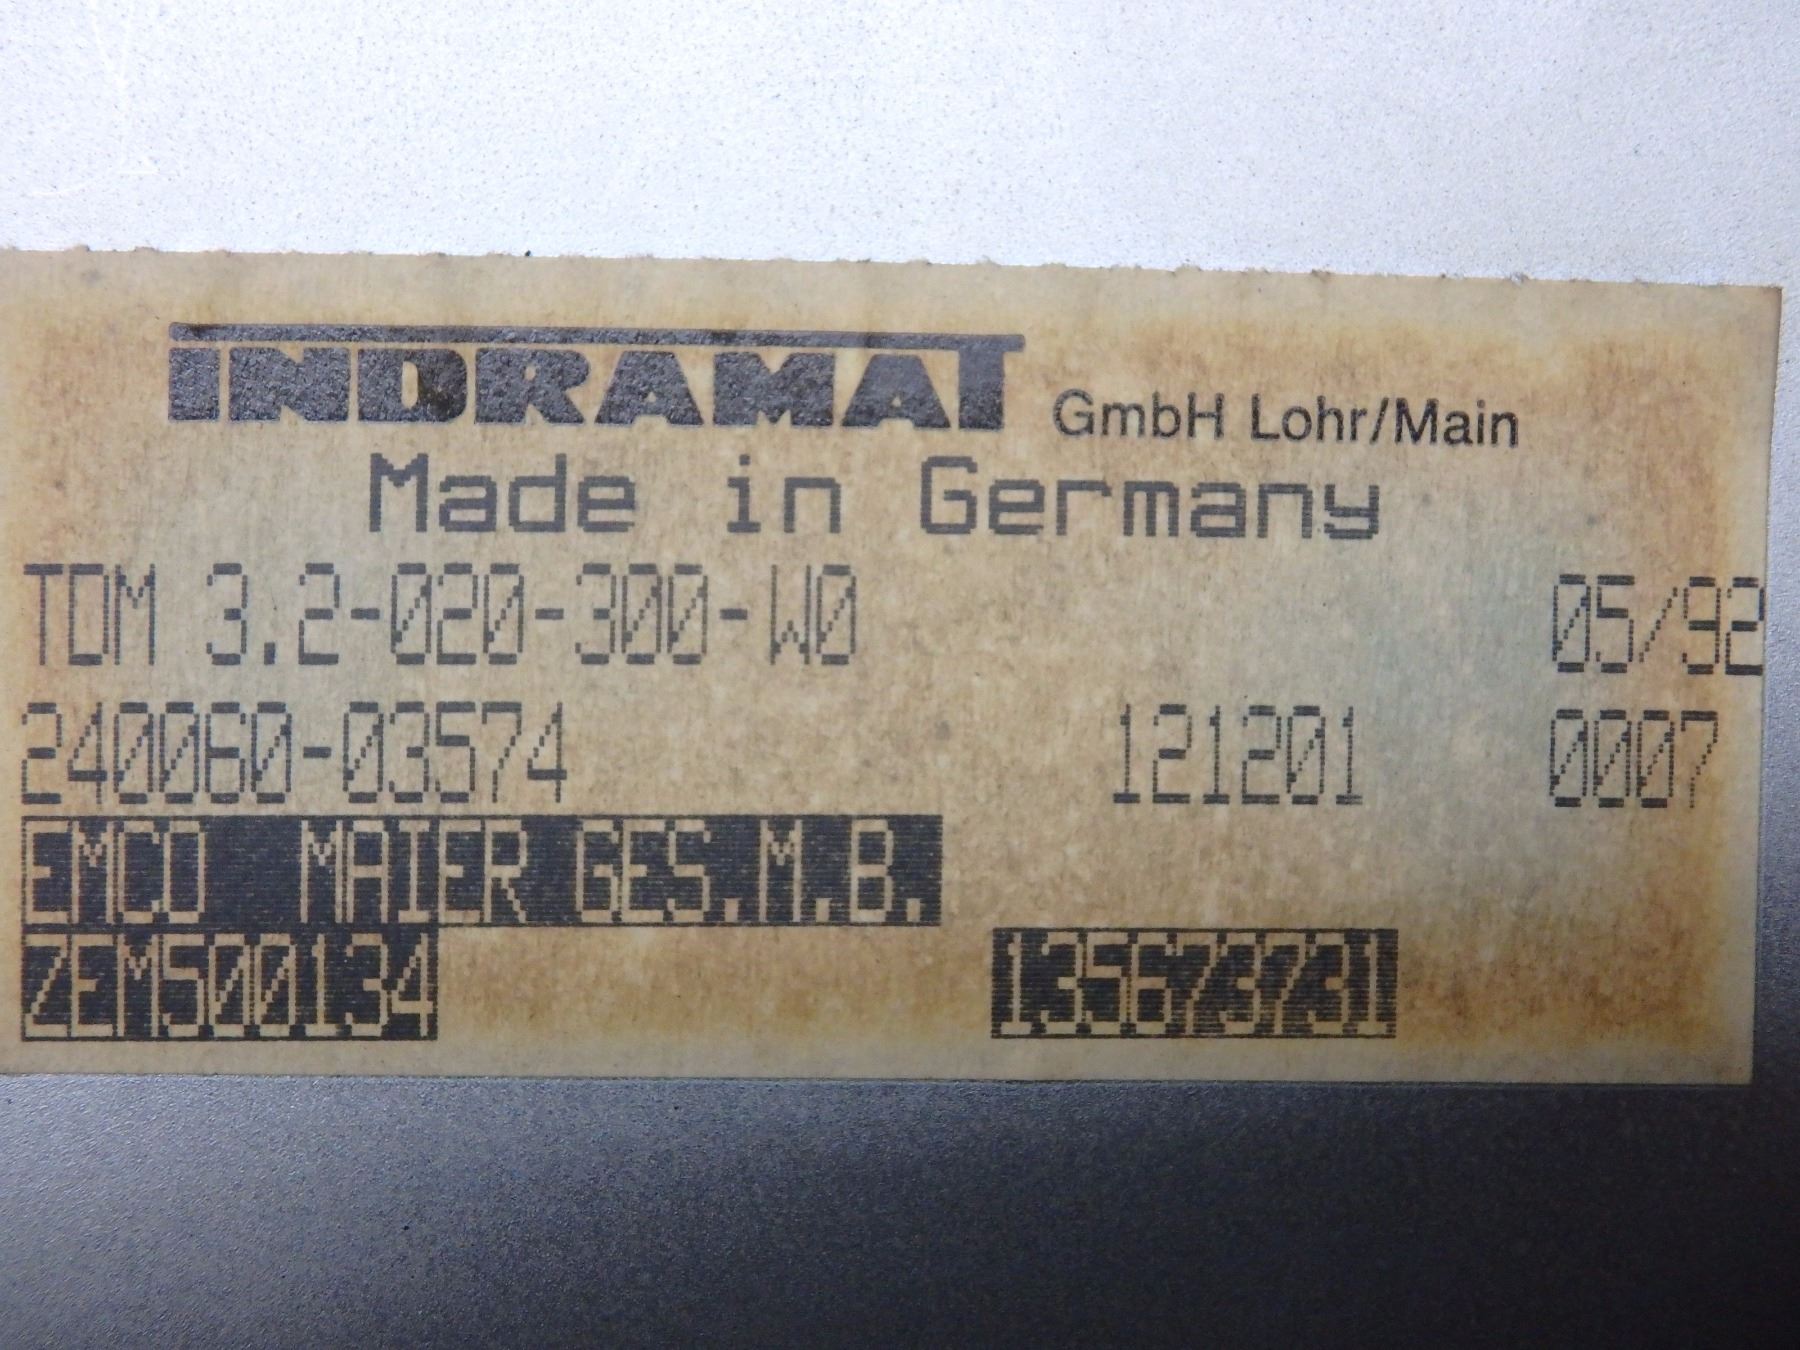 INDRAMAT GmbH Lohr/Main
Made in Germany
TDM 3.2-020-300-W0 05/92
240060-03574 121201 0007
EMCO MAIER GES.M.B.
ZEM500134 135673731